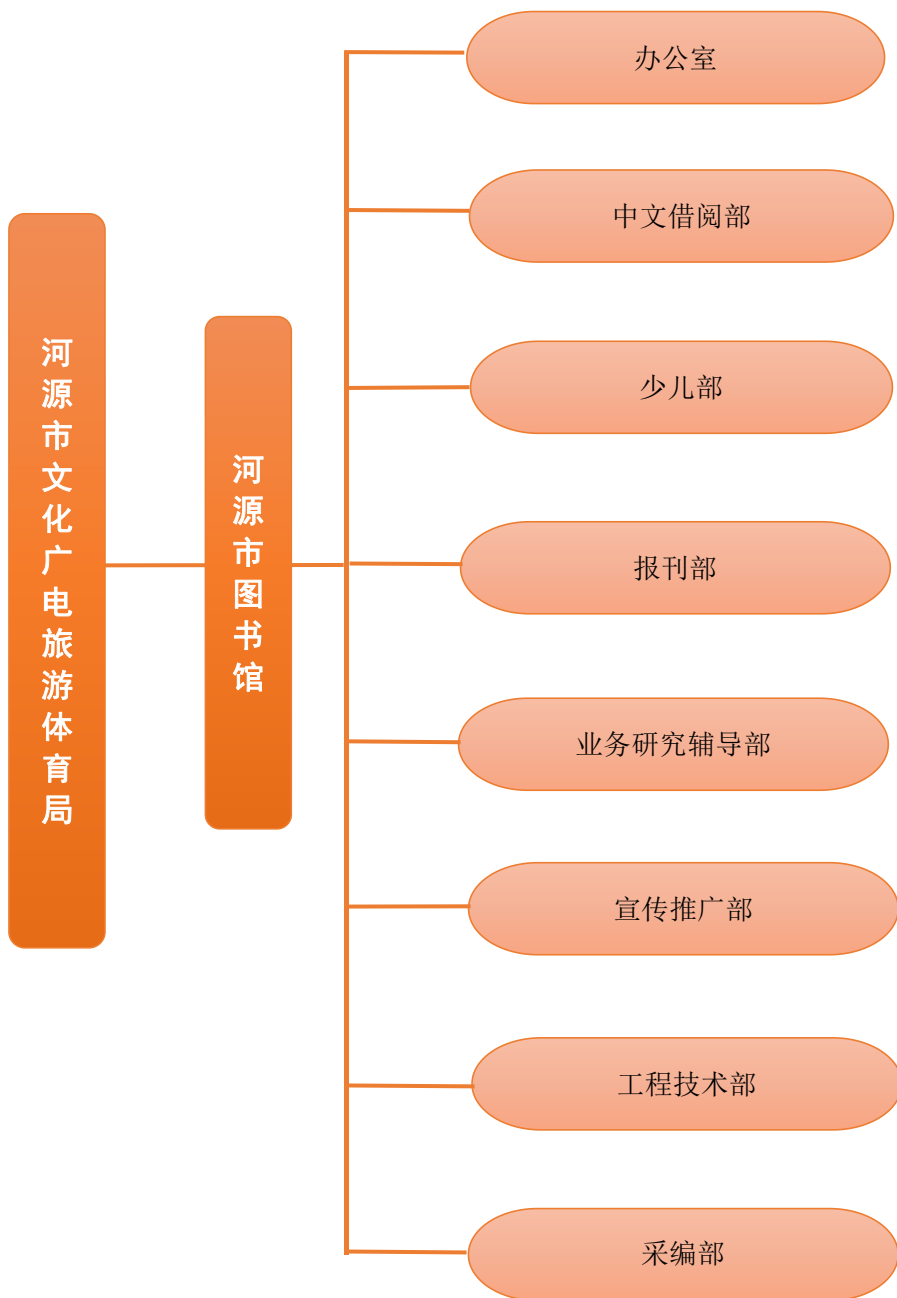 河源市文化广电旅游体育局
河源市图书馆
办公室
中文借阅部
少儿部
报刊部
业务研究辅导部
宣传推广部
工程技术部
采编部